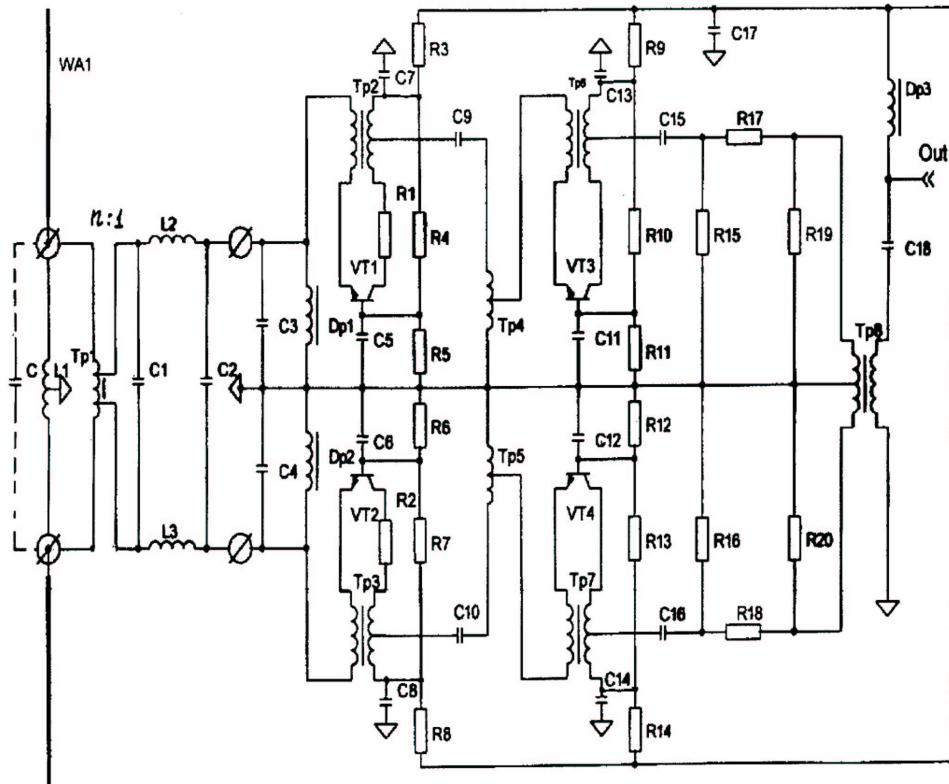 WA1
R3
R9
C17
C7
Tp2
Tp6
C13
Dp3
C9
C15
R17
Out
n:1
L2
R1
R4
R10
R15
R19
C18
VT1
VT3
C3
Dp1
C5
Tp4
C11
Tp8
R5
R11
C
L1
Tp1
C1
C2
R6
R12
C6
C12
Dp2
C4
Tp5
VT2
R2
VT4
R7
R13
R16
R20
L3
Tp3
Tp7
C10
C16
R18
C8
C14
R8
R14